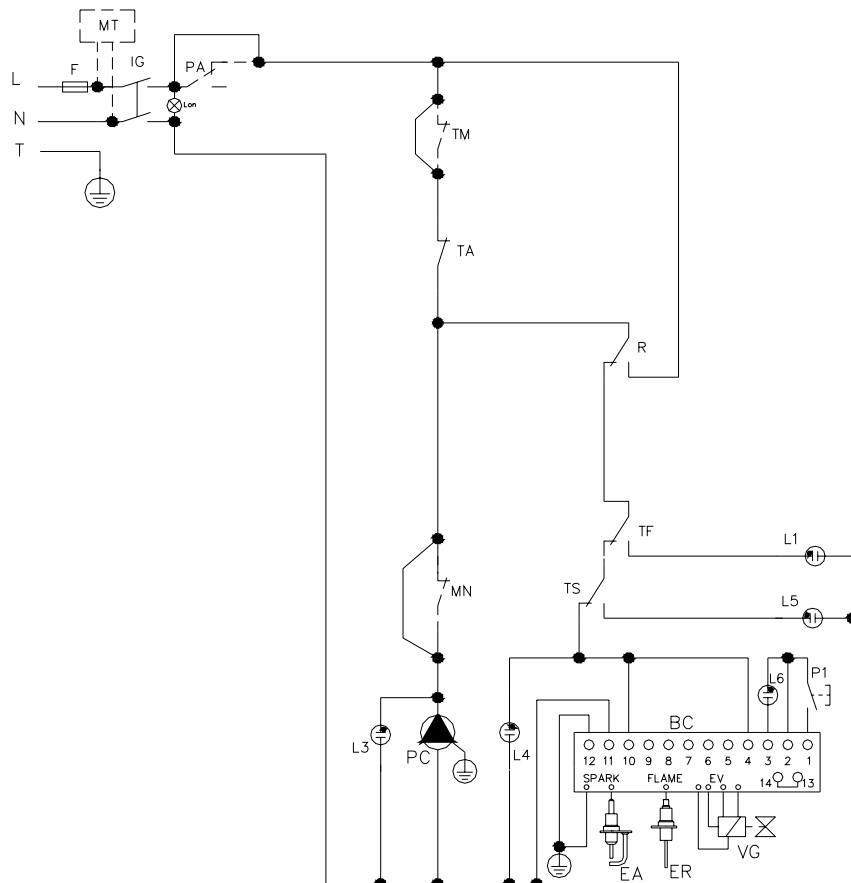 MT
F
IG
PA
L
Lon
N
TM
T
TA
R
TF
L1
TS
MN
L5
L6
P1
BC
L3
PC
L4
12 11 10 9 8 7 6 5 4 3 2 1
SPARK FLAME EV 14 13
VG
EA ER